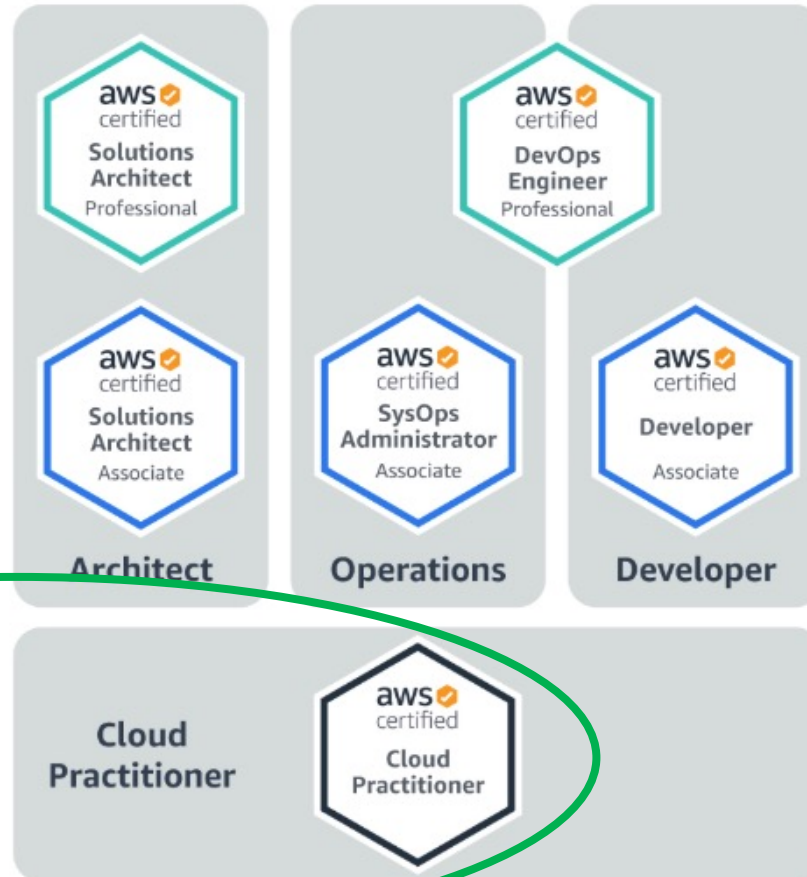 aws
certified
Solutions
Architect
Professional
aws
certified
DevOps
Engineer
Professional
aws
certified
Solutions
Architect
Associate
aws
certified
SysOps
Administrator
Associate
aws
certified
Developer
Associate
Architect
Operations
Developer
Cloud
Practitioner
aws
certified
Cloud
Practitioner